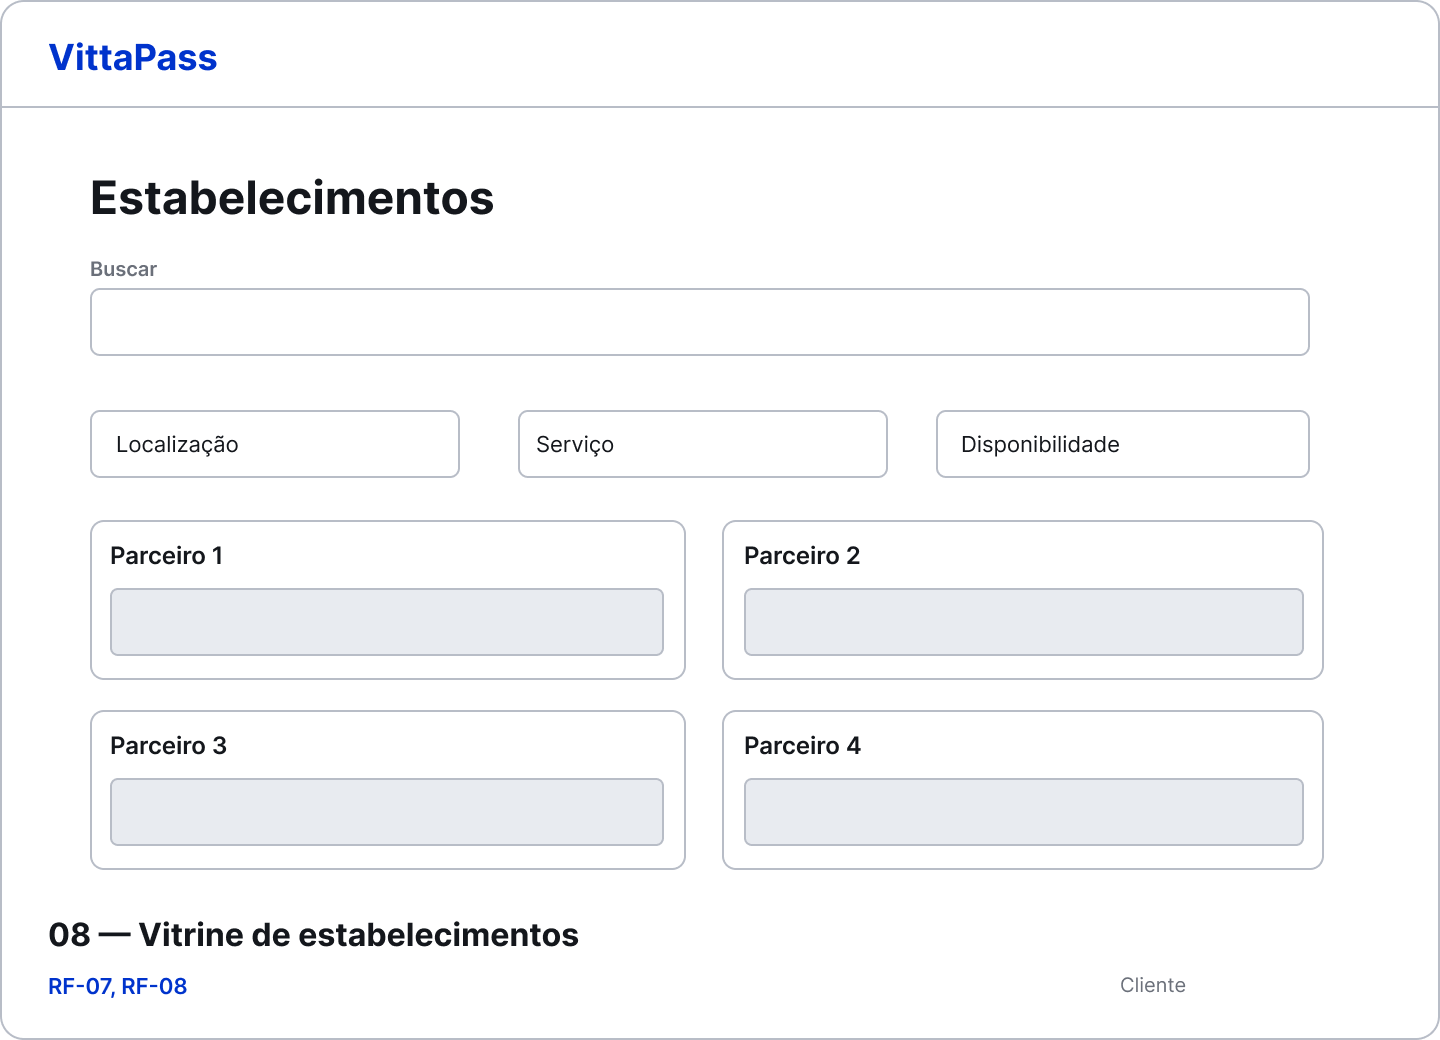 VittaPass
Estabelecimentos
Buscar
Localização
Serviço
Disponibilidade
Parceiro 1
Parceiro 2
Parceiro 3
Parceiro 4
08 — Vitrine de estabelecimentos
RF-07, RF-08
Cliente